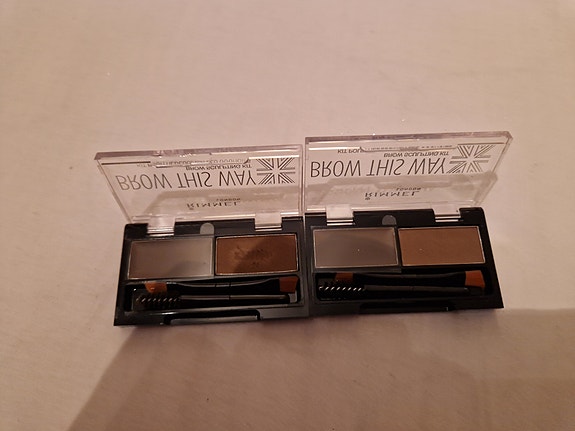 BROW THIS WAY
BROW SCULPTING KIT
RIMMEL
LONDON
BROW THIS WAY
BROW SCULPTING KIT
RIMMEL
LONDON